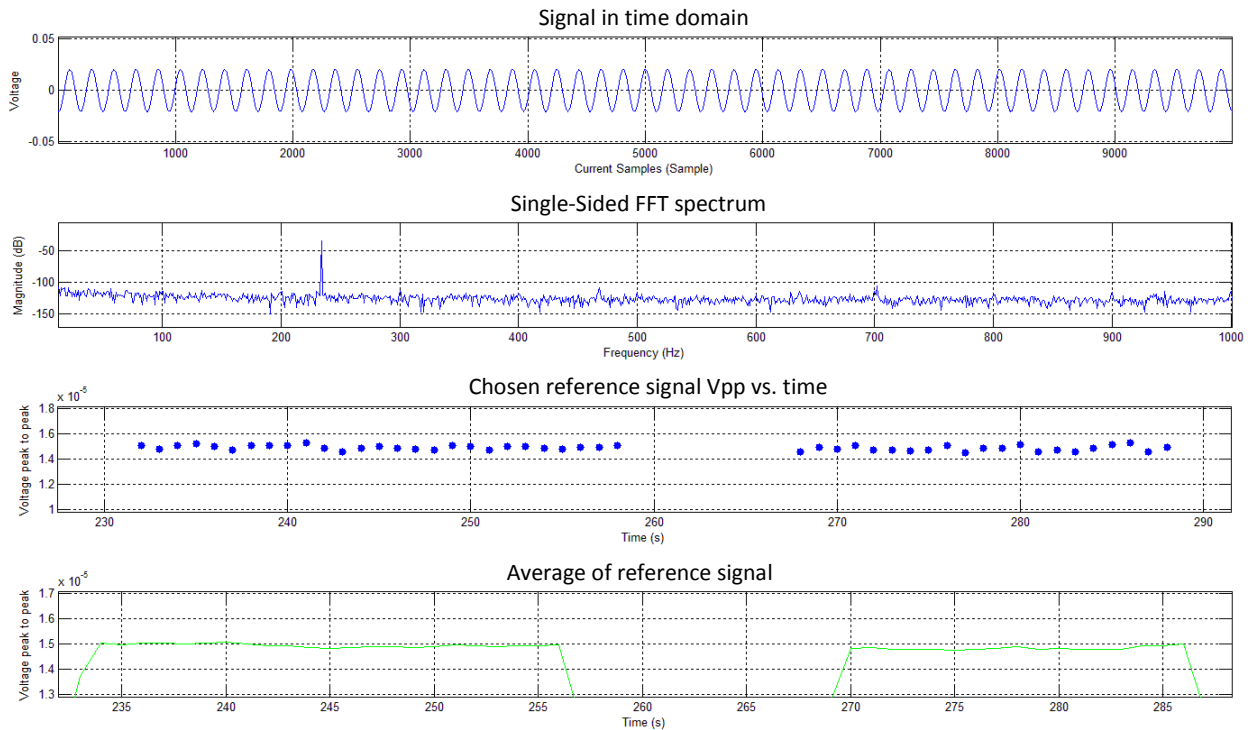 Signal in time domain
0.05
0
-0.05
Voltage
1000 2000 3000 4000 5000 6000 7000 8000 9000
Current Samples (Sample)
Single-Sided FFT spectrum
-50
-100
-150
Magnitude (dB)
100 200 300 400 500 600 700 800 900 1000
Frequency (Hz)
Chosen reference signal Vpp vs. time
x 10-5
1.8
1.6
1.4
1.2
1
Voltage peak to peak
230 240 250 260 270 280 290
Time (s)
Average of reference signal
x 10-5
1.7
1.6
1.5
1.4
1.3
Voltage peak to peak
235 240 245 250 255 260 265 270 275 280 285
Time (s)